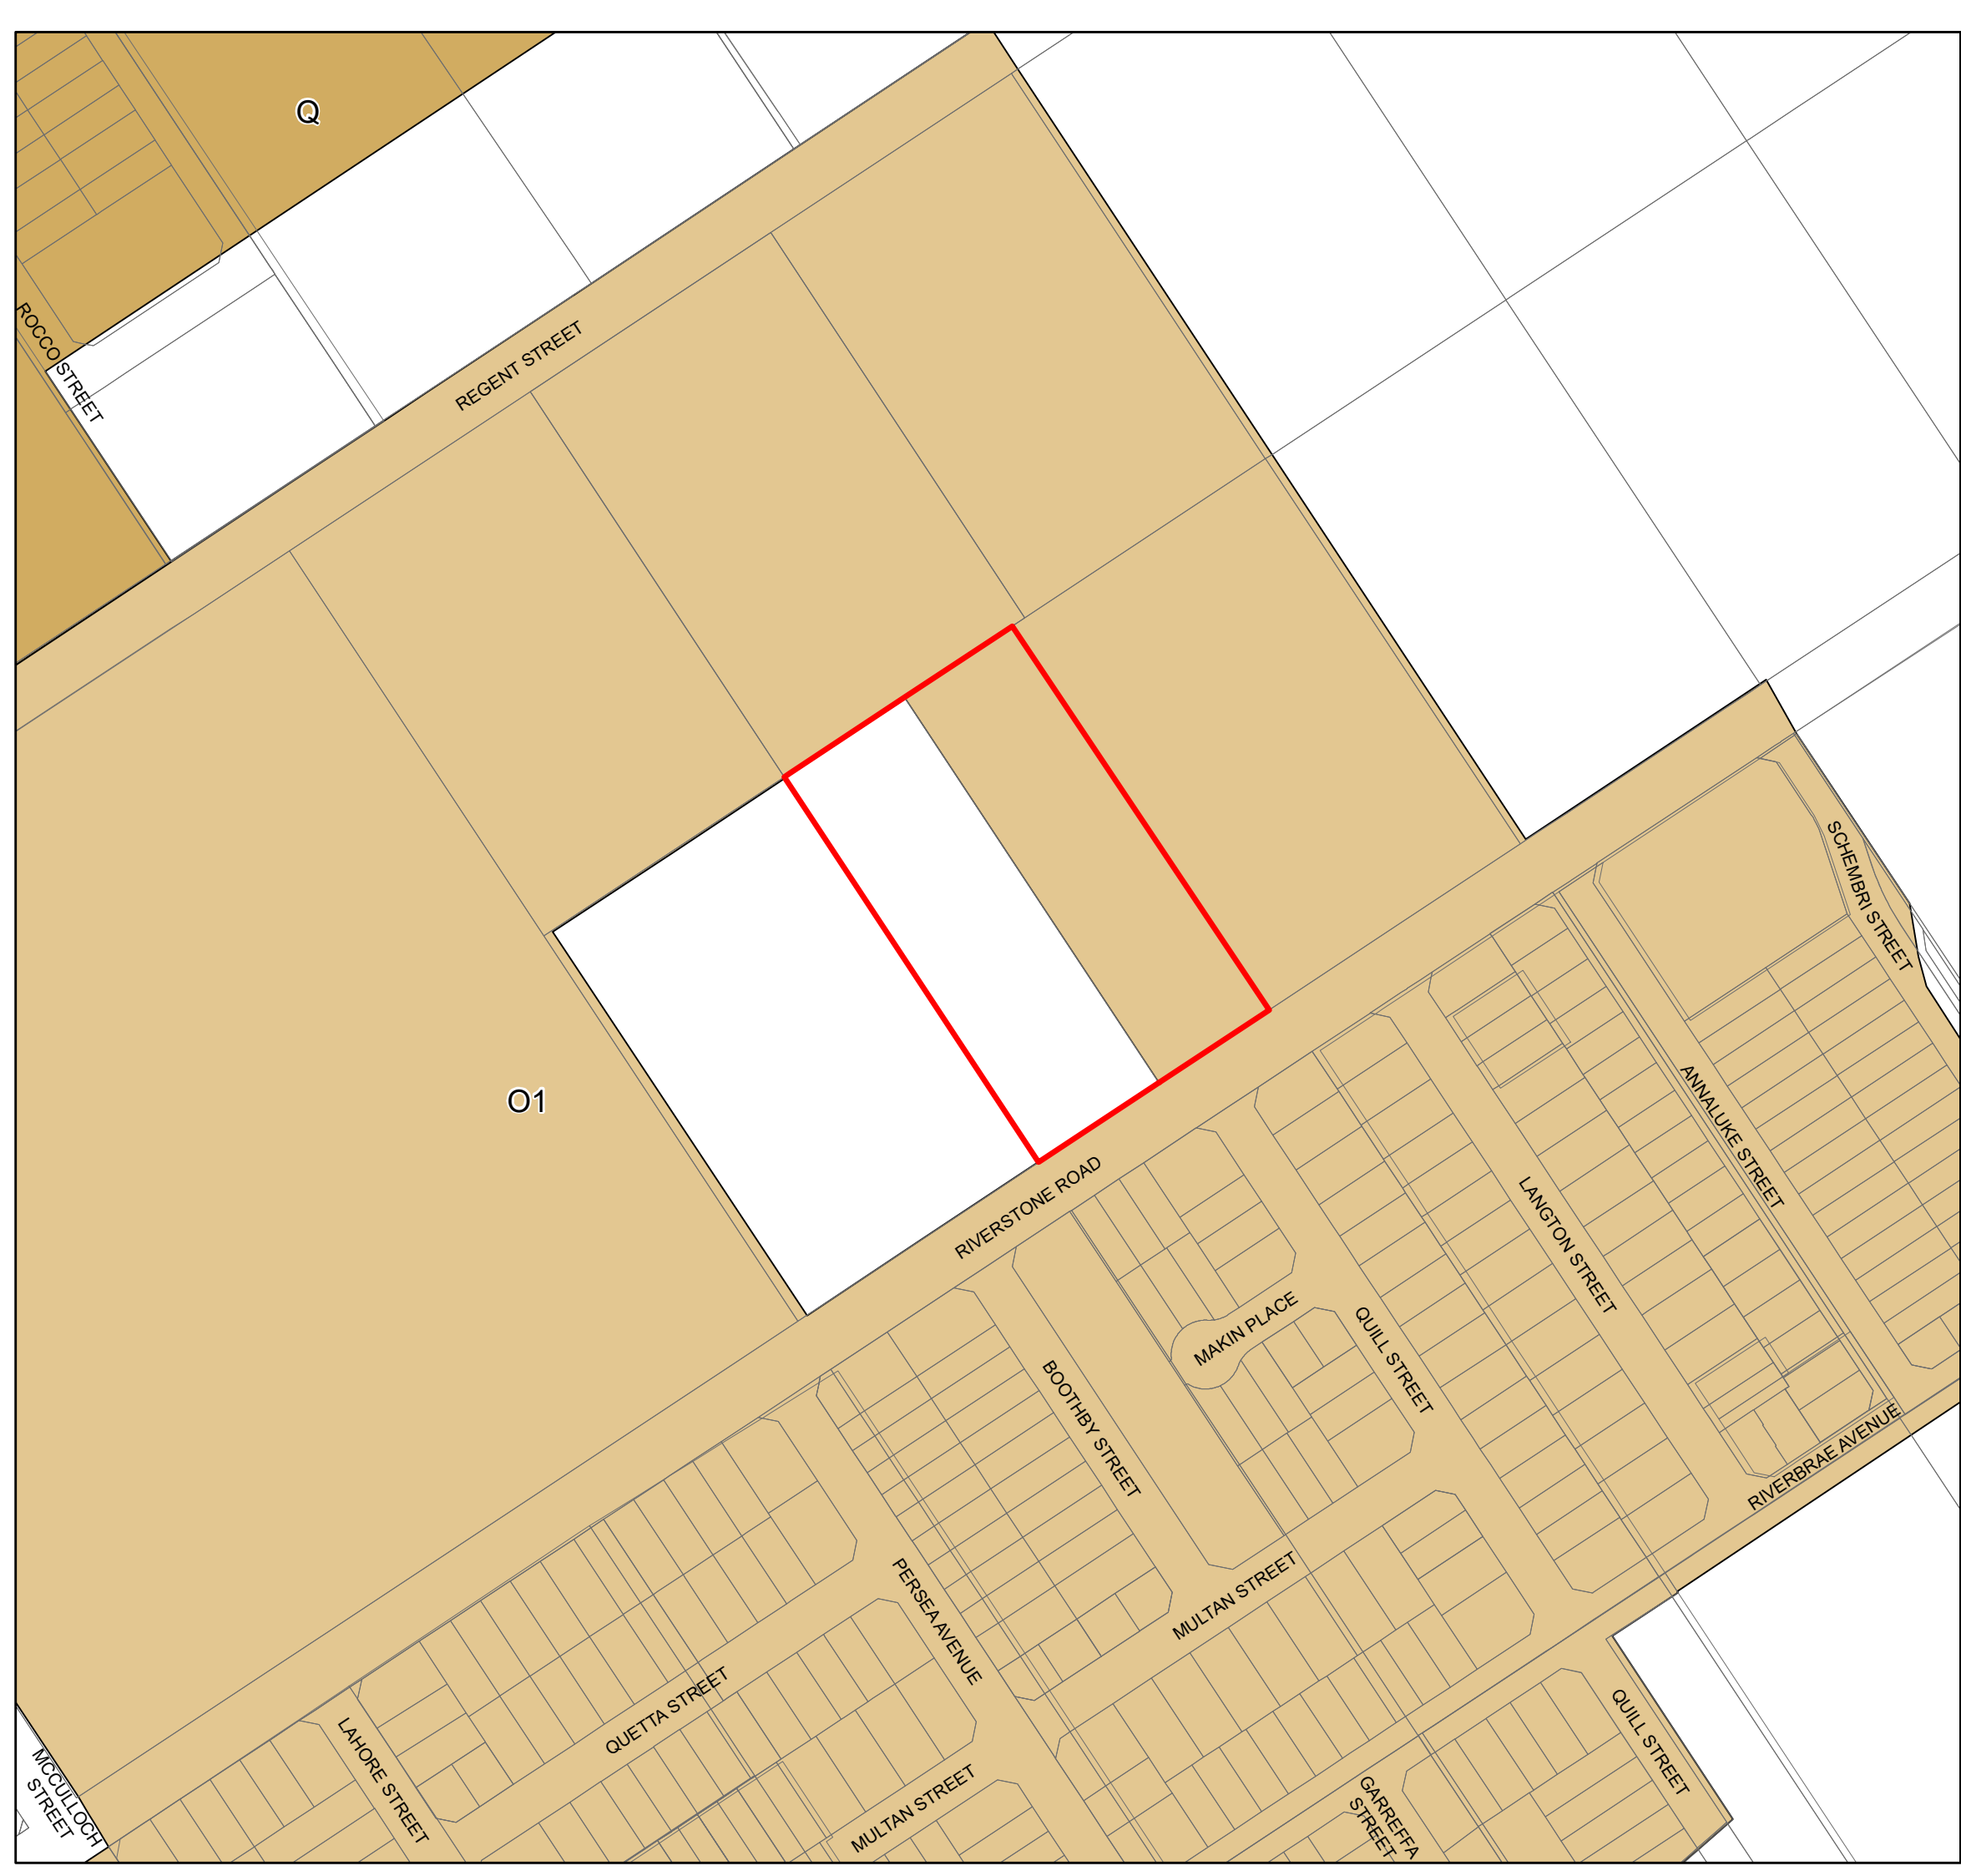 Q
ROCCO STREET
REGENT STREET
SCHEMBRI STREET
O1
ANNALUKE STREET
RIVERSTONE ROAD
LANGTON STREET
MAKIN PLACE
QUILL STREET
BOOTHBY STREET
RIVERBRAE AVENUE
PERSEA AVENUE
MULTAN STREET
QUETTA STREET
LAHORE STREET
QUILL STREET
MCCULLOCH
STREET
MULTAN STREET
GARREFFA
STREET